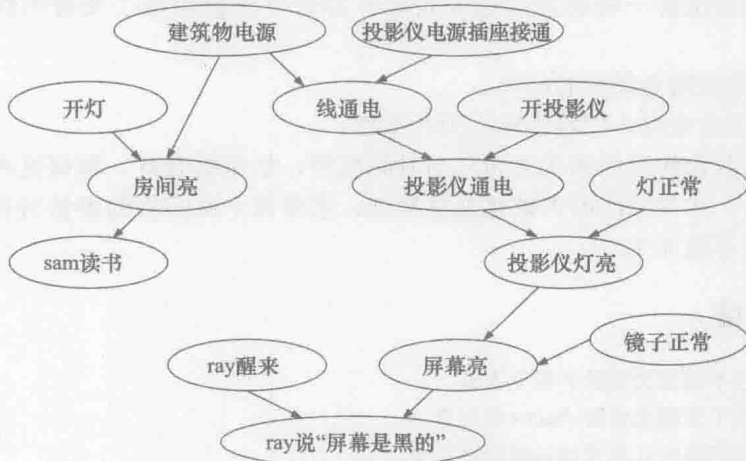 建筑物电源
投影仪电源插座接通
开灯
线通电
开投影仪
房间亮
投影仪通电
灯正常
sam读书
投影仪灯亮
镜子正常
ray醒来
屏幕亮
ray说“屏幕是黑的”